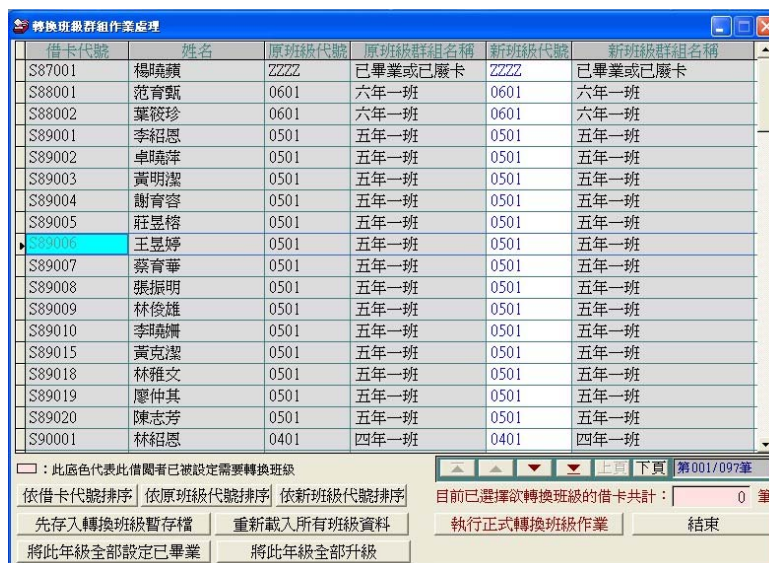 轉換班級群組作業處理
借卡代號 姓名 原班級代號 原班級群組名稱 新班級代號 新班級群組名稱
S87001 楊曉蘋 ZZZZ 已畢業或已廢卡 ZZZZ 已畢業或已廢卡
S88001 范育甄 0601 六年一班 0601 六年一班
S88002 葉筱珍 0601 六年一班 0601 六年一班
S89001 李紹恩 0501 五年一班 0501 五年一班
S89002 卓曉萍 0501 五年一班 0501 五年一班
S89003 黃明潔 0501 五年一班 0501 五年一班
S89004 謝育容 0501 五年一班 0501 五年一班
S89005 莊昱榕 0501 五年一班 0501 五年一班
S89006 王昱婷 0501 五年一班 0501 五年一班
S89007 蔡育華 0501 五年一班 0501 五年一班
S89008 張振明 0501 五年一班 0501 五年一班
S89009 林俊雄 0501 五年一班 0501 五年一班
S89010 李曉姍 0501 五年一班 0501 五年一班
S89015 黃克潔 0501 五年一班 0501 五年一班
S89018 林雅文 0501 五年一班 0501 五年一班
S89019 廖仲其 0501 五年一班 0501 五年一班
S89020 陳志芳 0501 五年一班 0501 五年一班
S90001 林紹恩 0401 四年一班 0401 四年一班
：此底色代表此借閱者已被設定需要轉換班級
上頁 下頁 第001/097筆
依借卡代號排序 依原班級代號排序 依新班級代號排序 目前已選擇欲轉換班級的借卡共計： 0 筆
先存入轉換班級暫存檔 重新載入所有班級資料 執行正式轉換班級作業 結束
將此年級全部設定已畢業 將此年級全部升級